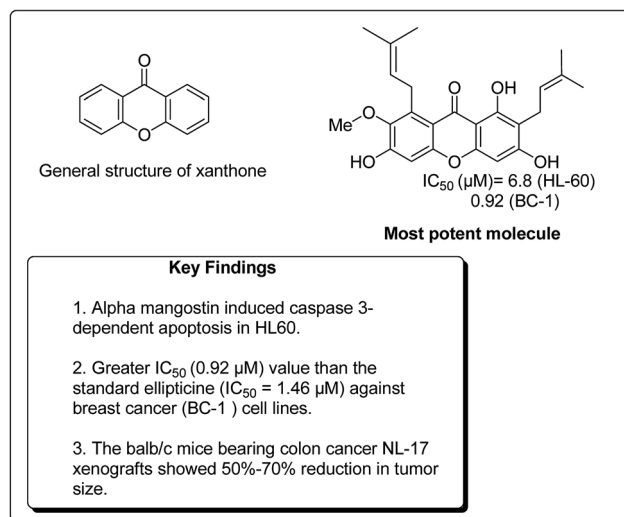 O
O
General structure of xanthone
O
OH
O
Me
HO
O
OH
IC50 (µM)= 6.8 (HL-60)
0.92 (BC-1)
Most potent molecule
Key Findings
1. Alpha mangostin induced caspase 3-
dependent apoptosis in HL60.
2. Greater IC50 (0.92 µM) value than the
standard ellipticine (IC50 = 1.46 µM) against
breast cancer (BC-1 ) cell lines.
3. The balb/c mice bearing colon cancer NL-17
xenografts showed 50%-70% reduction in tumor
size.